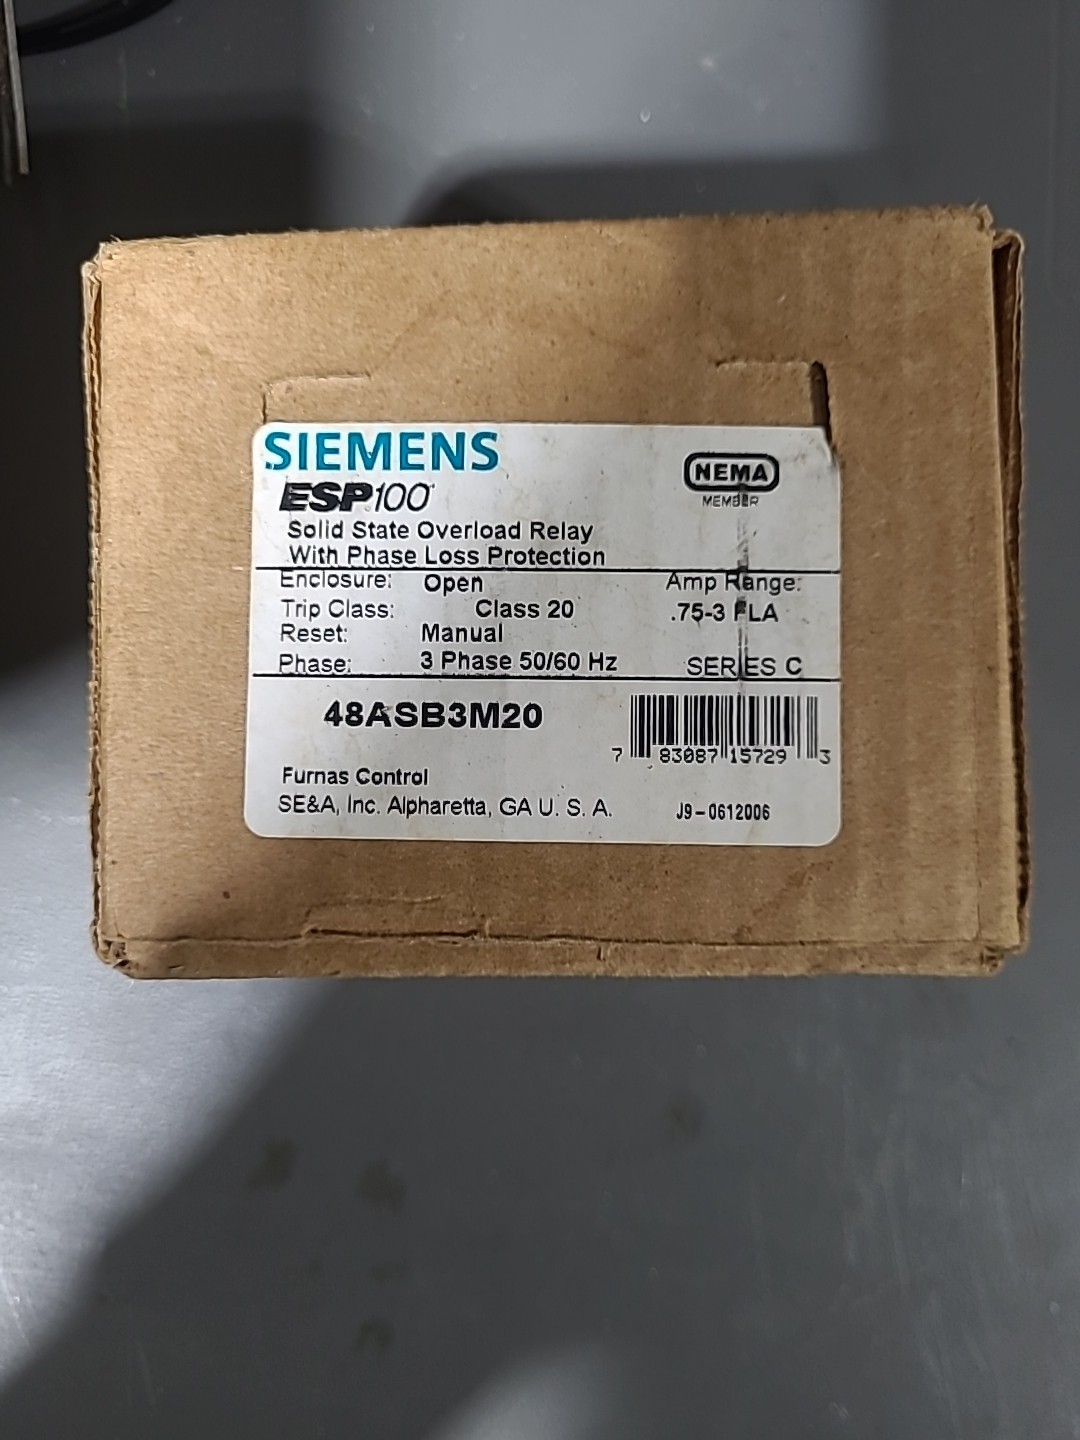 SIEMENS
ESP100
NEMA
MEMBER
Solid State Overload Relay
With Phase Loss Protection
Enclosure: Open Amp Range:
Trip Class: Class 20 .75-3 FLA
Reset: Manual
Phase: 3 Phase 50/60 Hz SERIES C
48ASB3M20
7 83087 15729 3
Furnas Control
SE&A, Inc. Alpharetta, GA U. S. A. J9-0612006